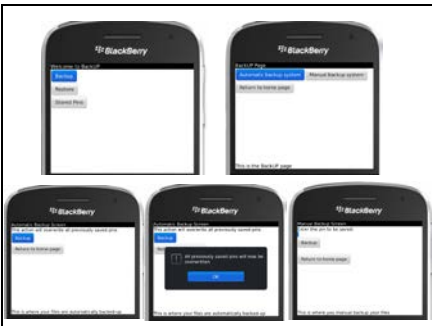 BlackBerry
Welcome to BackUP
Backup
Restore
Stored Pins
BlackBerry
BackUP Page
Automatic backup system
Manual backup system
Return to home page
This is the BackUP page
BlackBerry
Automatic Backup Screen
This action will overwrite all previously saved pins
Backup
Return to home page
This is where your files are automatically backed up
BlackBerry
Automatic Backup Screen
This action will overwrite all previously saved pins
Backup
All previously saved pins will now be
overwritten.
OK
This is where your files are automatically backed up
BlackBerry
Manual Backup Screen
the pin to be saved
Backup
Return to home page
This is where you manual backup your files